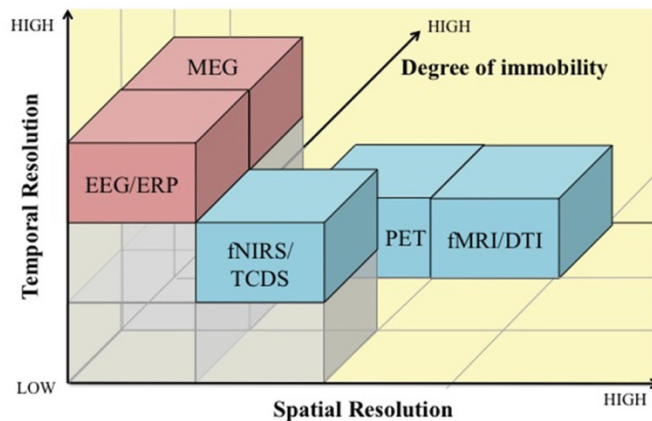 HIGH
HIGH
MEG
Degree of immobility
Temporal Resolution
EEG/ERP
fNIRS/
TCDS
PET
fMRI/DTI
LOW
HIGH
Spatial Resolution